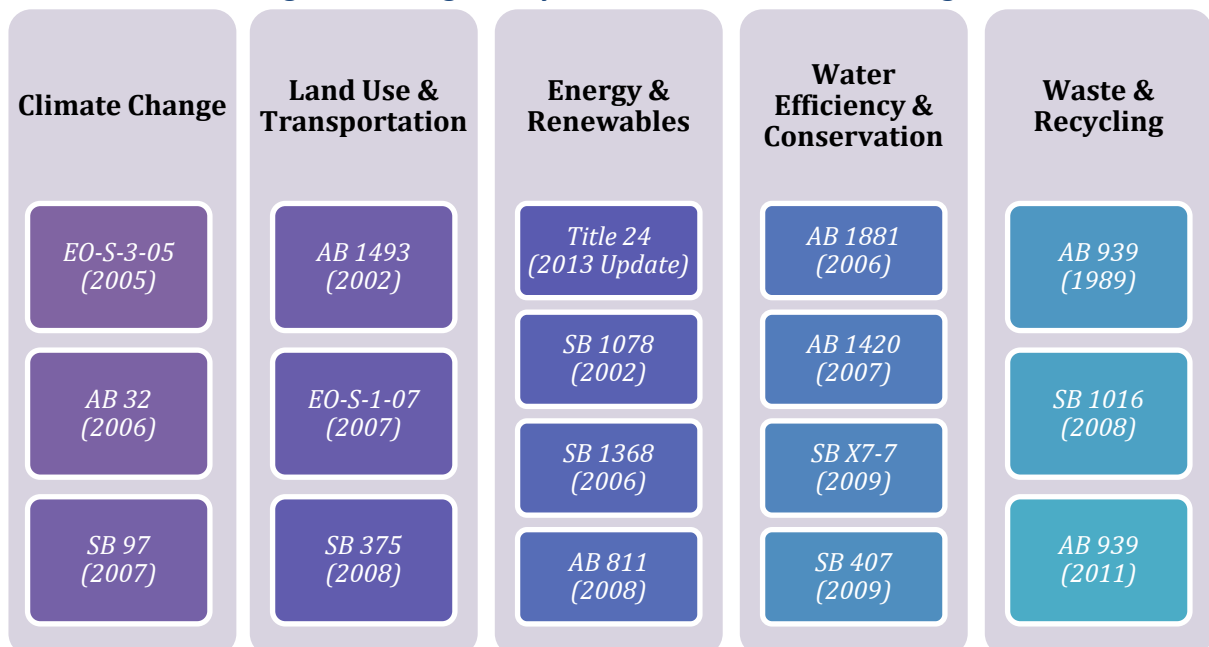 Climate Change
EO-S-3-05
(2005)
AB 32
(2006)
SB 97
(2007)
Land Use &
Transportation
AB 1493
(2002)
EO-S-1-07
(2007)
SB 375
(2008)
Energy &
Renewables
Title 24
(2013 Update)
SB 1078
(2002)
SB 1368
(2006)
AB 811
(2008)
Water
Efficiency &
Conservation
AB 1881
(2006)
AB 1420
(2007)
SB X7-7
(2009)
SB 407
(2009)
Waste &
Recycling
AB 939
(1989)
SB 1016
(2008)
AB 939
(2011)